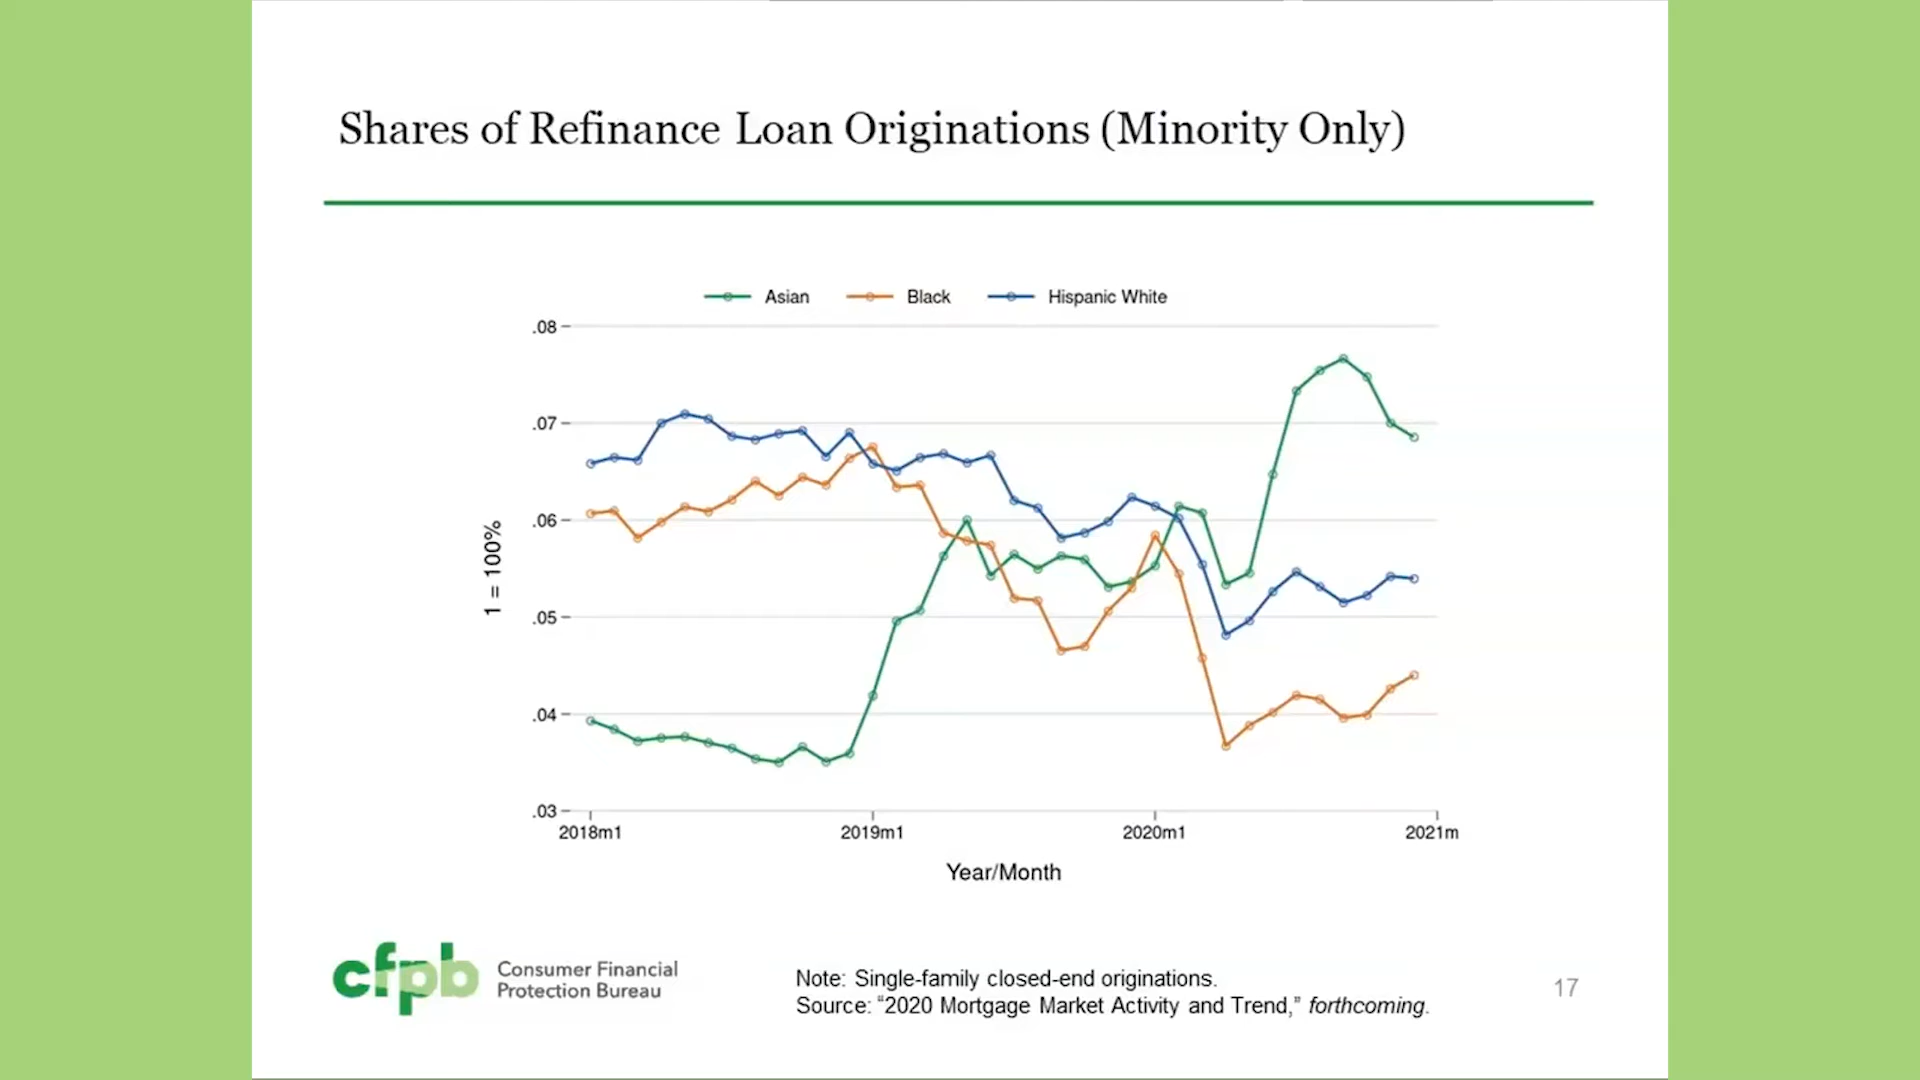 Shares of Refinance Loan Originations (Minority Only)
Asian Black Hispanic White
.08
.07
.06
.05
.04
.03
1 = 100%
2018m1 2019m1 2020m1 2021m
Year/Month
cfpb
Consumer Financial
Protection Bureau
Note: Single-family closed-end originations.
Source: “2020 Mortgage Market Activity and Trend,” forthcoming.
17